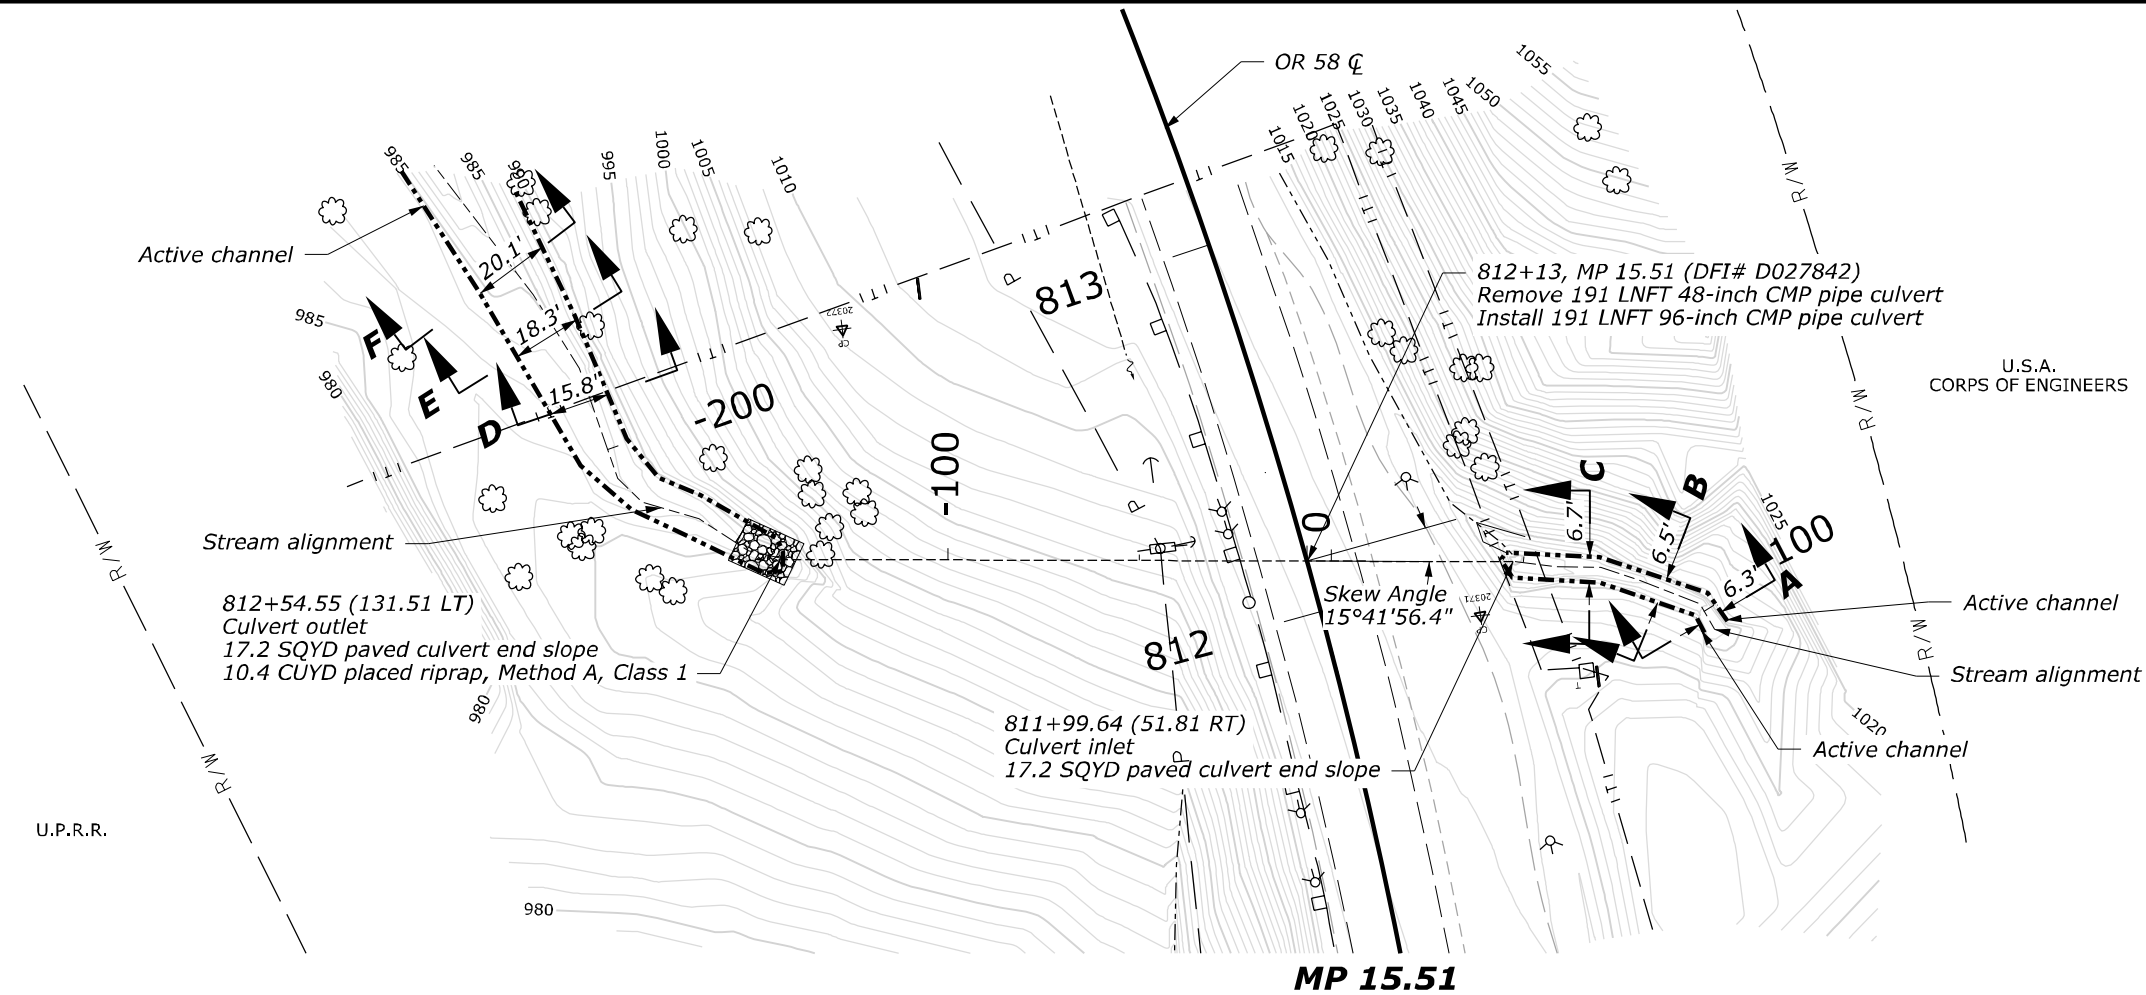 OR 58 ℄
1055
1050
1045
1040
1035
1030
1025
1020
1015
985
985
990
995
1000
1005
1010
Active channel
20.1'
18.3'
15.8'
F
E
D
985
980
-200
-100
0
100
813
812
20372
CP
P
P
P
812+13, MP 15.51 (DFI# D027842)
Remove 191 LNFT 48-inch CMP pipe culvert
Install 191 LNFT 96-inch CMP pipe culvert
R/W
R/W
R/W
U.S.A.
CORPS OF ENGINEERS
C
B
A
6.7'
6.5'
6.3'
1025
1020
Stream alignment
R/W
R/W
R/W
812+54.55 (131.51 LT)
Culvert outlet
17.2 SQYD paved culvert end slope
10.4 CUYD placed riprap, Method A, Class 1
Skew Angle
15°41'56.4"
20371
CP
Active channel
Stream alignment
Active channel
811+99.64 (51.81 RT)
Culvert inlet
17.2 SQYD paved culvert end slope
980
980
U.P.R.R.
MP 15.51